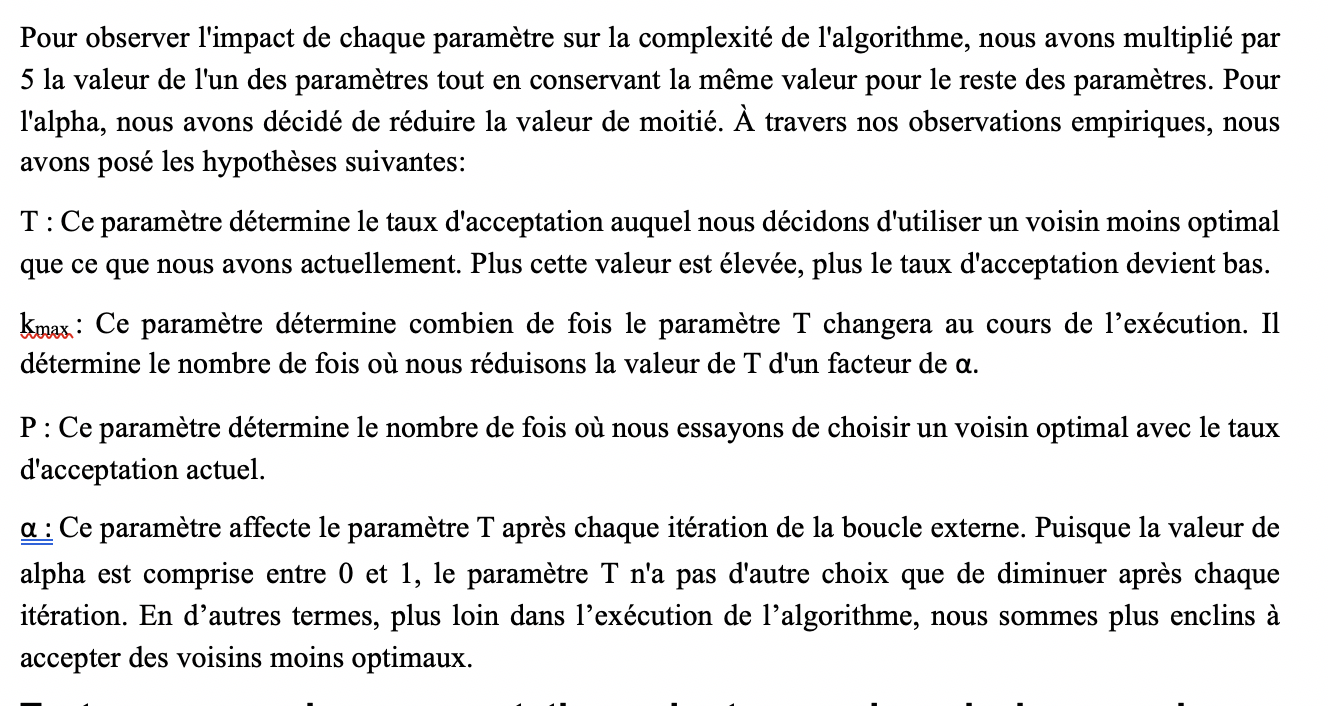 Pour observer l'impact de chaque paramètre sur la complexité de l'algorithme, nous avons multiplié par
5 la valeur de l'un des paramètres tout en conservant la même valeur pour le reste des paramètres. Pour
l'alpha, nous avons décidé de réduire la valeur de moitié. À travers nos observations empiriques, nous
avons posé les hypothèses suivantes:
T : Ce paramètre détermine le taux d'acceptation auquel nous décidons d'utiliser un voisin moins optimal
que ce que nous avons actuellement. Plus cette valeur est élevée, plus le taux d'acceptation devient bas.
kmax : Ce paramètre détermine combien de fois le paramètre T changera au cours de l’exécution. Il
détermine le nombre de fois où nous réduisons la valeur de T d'un facteur de α.
P : Ce paramètre détermine le nombre de fois où nous essayons de choisir un voisin optimal avec le taux
d'acceptation actuel.
α : Ce paramètre affecte le paramètre T après chaque itération de la boucle externe. Puisque la valeur de
alpha est comprise entre 0 et 1, le paramètre T n'a pas d'autre choix que de diminuer après chaque
itération. En d’autres termes, plus loin dans l’exécution de l’algorithme, nous sommes plus enclins à
accepter des voisins moins optimaux.